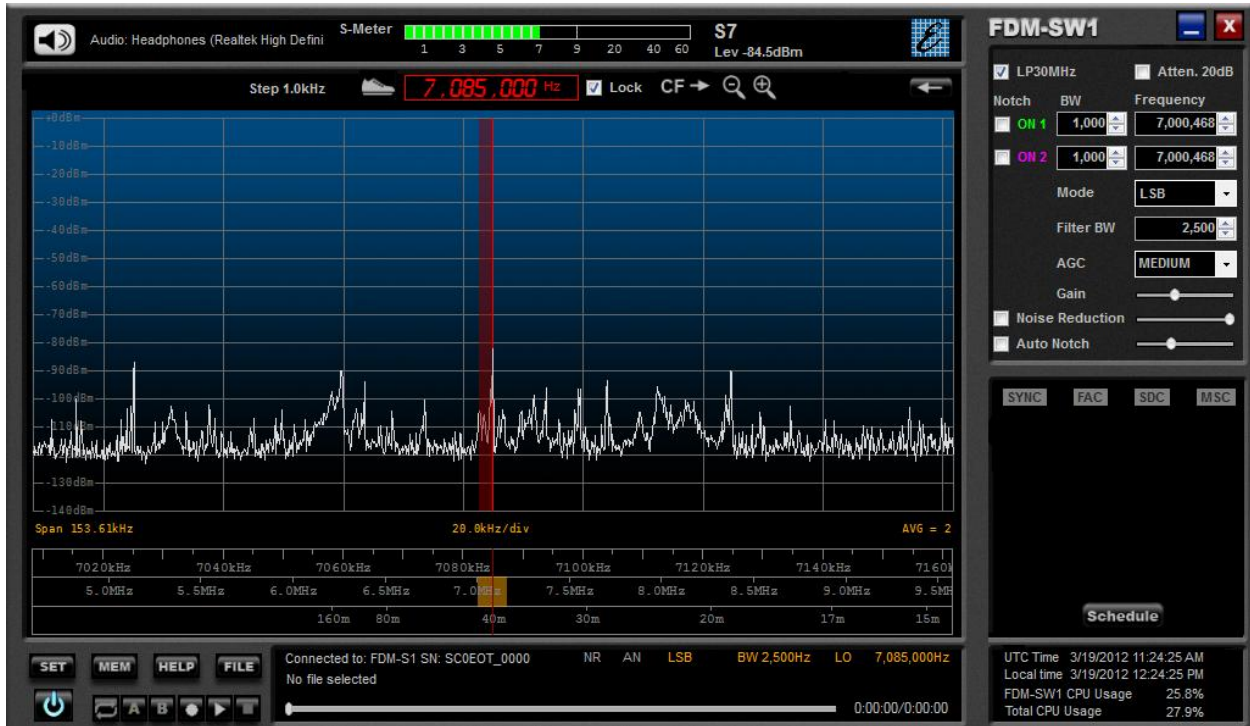 Audio: Headphones (Realtek High Defini
S-Meter
1 3 5 7 9 20 40 60
S7
Lev -84.5dBm
FDM-SW1
X
Step 1.0kHz
7.085.000 Hz
Lock
CF
+0dBm
-10dBm
-20dBm
-30dBm
-40dBm
-50dBm
-60dBm
-70dBm
-80dBm
-90dBm
-100dBm
-110dBm
-130dBm
-140dBm
Span 153.61kHz
20.0kHz/div
AVG = 2
7020kHz 7040kHz 7060kHz 7080kHz 7100kHz 7120kHz 7140kHz 7160k
5.0MHz 5.5MHz 6.0MHz 6.5MHz 7.0MHz 7.5MHz 8.0MHz 8.5MHz 9.0MHz 9.5MH
160m 80m 40m 30m 20m 17m 15m
SET MEM HELP FILE
A B
Connected to: FDM-S1 SN: SC0EOT_0000 NR AN LSB BW 2,500Hz LO 7,085,000Hz
No file selected
0:00:00/0:00:00
LP30MHz Atten. 20dB
Notch BW Frequency
ON 1 1,000 7,000,468
ON 2 1,000 7,000,468
Mode LSB
Filter BW 2,500
AGC MEDIUM
Gain
Noise Reduction
Auto Notch
SYNC FAC SDC MSC
Schedule
UTC Time 3/19/2012 11:24:25 AM
Local time 3/19/2012 12:24:25 PM
FDM-SW1 CPU Usage 25.8%
Total CPU Usage 27.9%